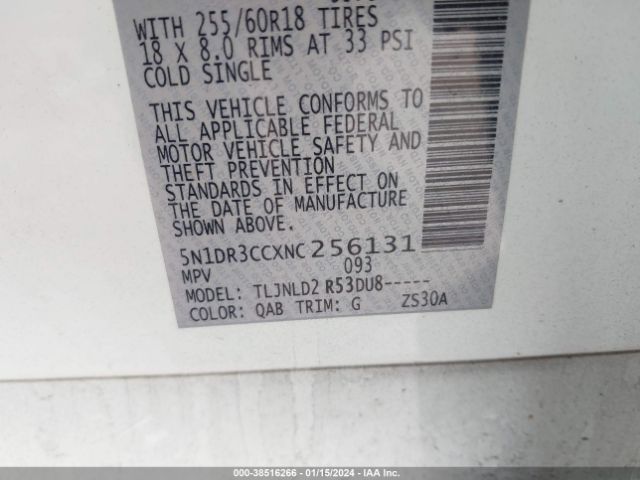 WITH 255/60R18 TIRES
18 X 8.0 RIMS AT 33 PSI
COLD SINGLE
THIS VEHICLE CONFORMS TO
ALL APPLICABLE FEDERAL
MOTOR VEHICLE SAFETY AND
THEFT PREVENTION
STANDARDS IN EFFECT ON
THE DATE OF MANUFACTURE
SHOWN ABOVE.
5N1DR3CCXNC256131
MPV 093
MODEL: TLJNLD2 R53DU8-----
COLOR: QAB TRIM: G ZS30A
000-38516266 - 01/15/2024 - IAA Inc.